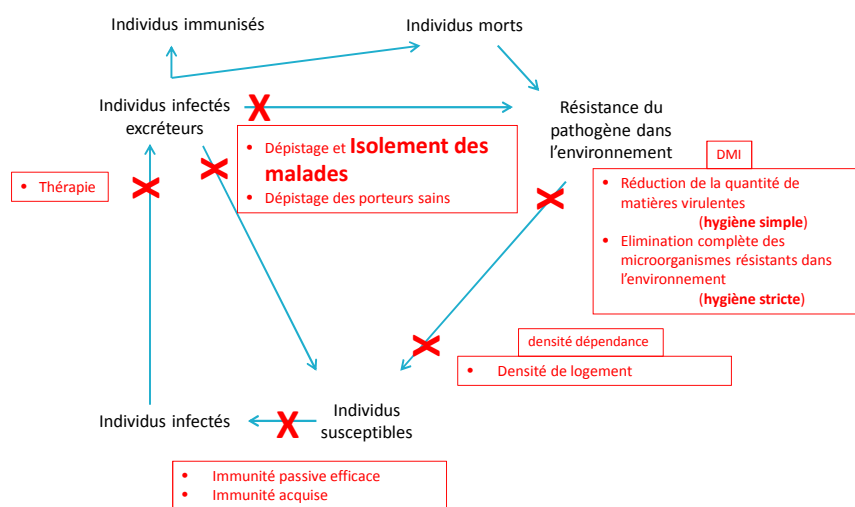 Individus immunisés
Individus morts
Individus infectés
excréteurs
Résistance du
pathogène dans
l'environnement
DMI
• Dépistage et Isolement des
malades
• Dépistage des porteurs sains
• Thérapie
• Réduction de la quantité de
matières virulentes
(hygiène simple)
• Elimination complète des
microorganismes résistants dans
l'environnement
(hygiène stricte)
densité dépendance
• Densité de logement
Individus infectés
Individus
susceptibles
• Immunité passive efficace
• Immunité acquise